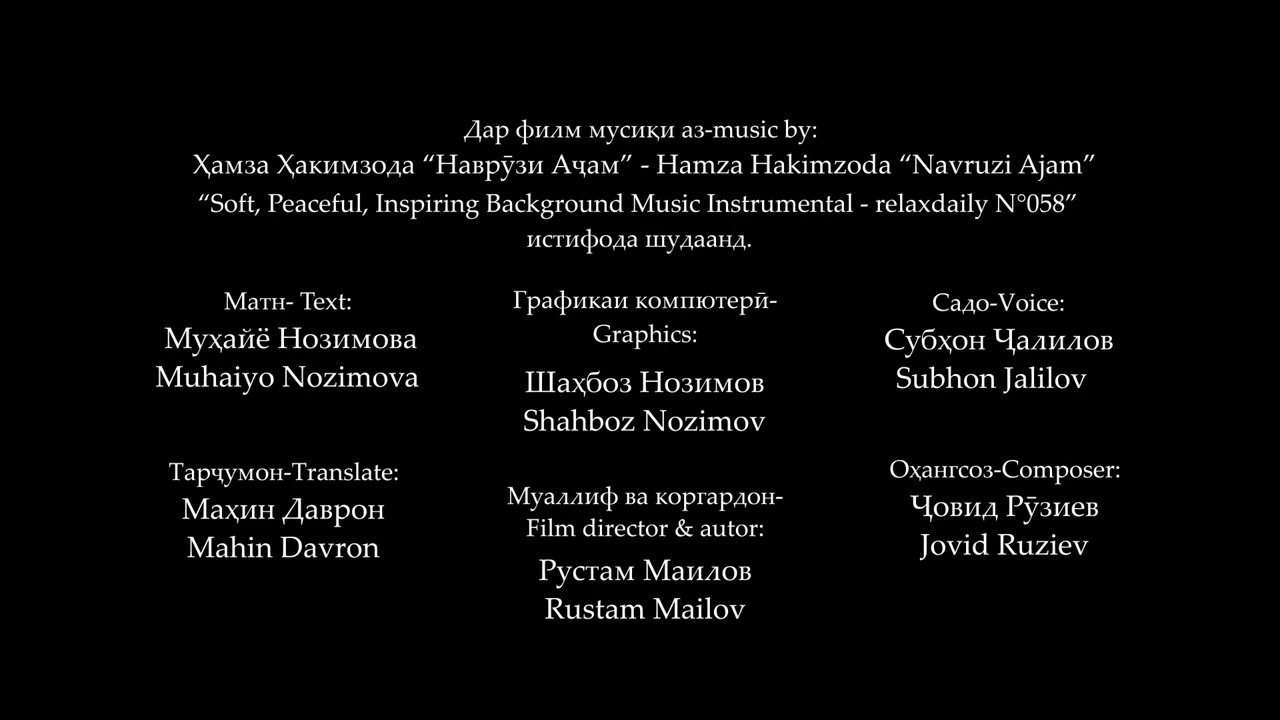 Дар филм мусиқи аз-music by:
Ҳамза Ҳакимзода “Наврӯзи Аҷам” - Hamza Hakimzoda “Navruzi Ajam”
“Soft, Peaceful, Inspiring Background Music Instrumental - relaxdaily N°058”
истифода шудаанд.
Матн- Text:
Муҳайё Нозимова
Muhaiyo Nozimova
Графикаи компютерӣ-
Graphics:
Шаҳбоз Нозимов
Shahboz Nozimov
Садо-Voice:
Субҳон Ҷалилов
Subhon Jalilov
Тарҷумон-Translate:
Маҳин Даврон
Mahin Davron
Муаллиф ва коргардон-
Film director & autor:
Рустам Маилов
Rustam Mailov
Оҳангсоз-Composer:
Ҷовид Рӯзиев
Jovid Ruziev